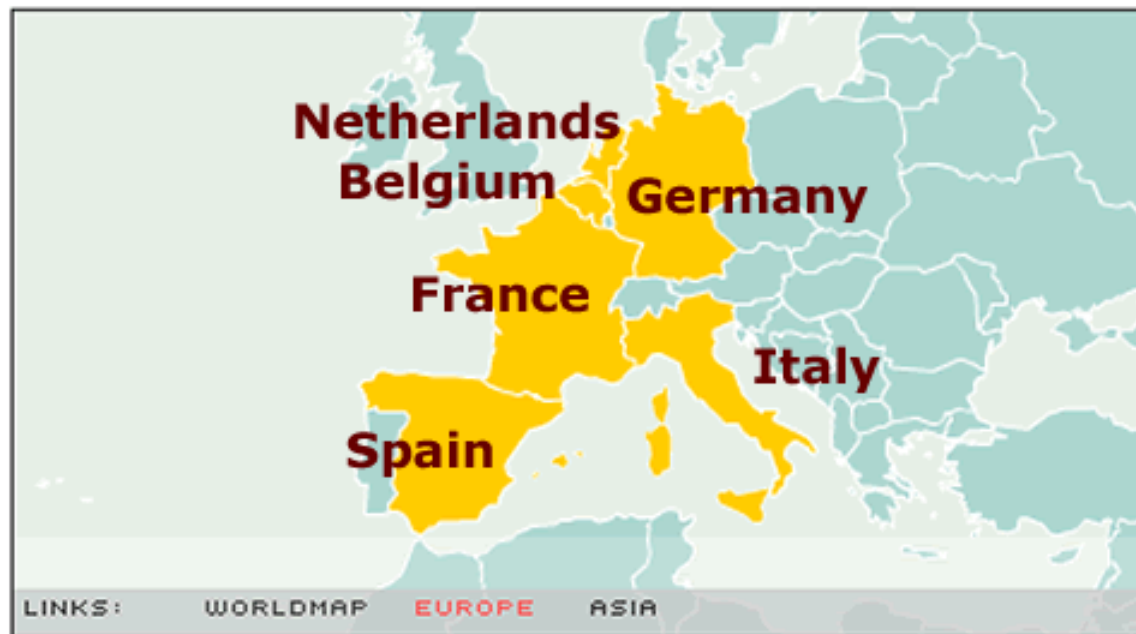 Netherlands
Belgium
Germany
France
Italy
Spain
LINKS: WORLDMAP EUROPE ASIA